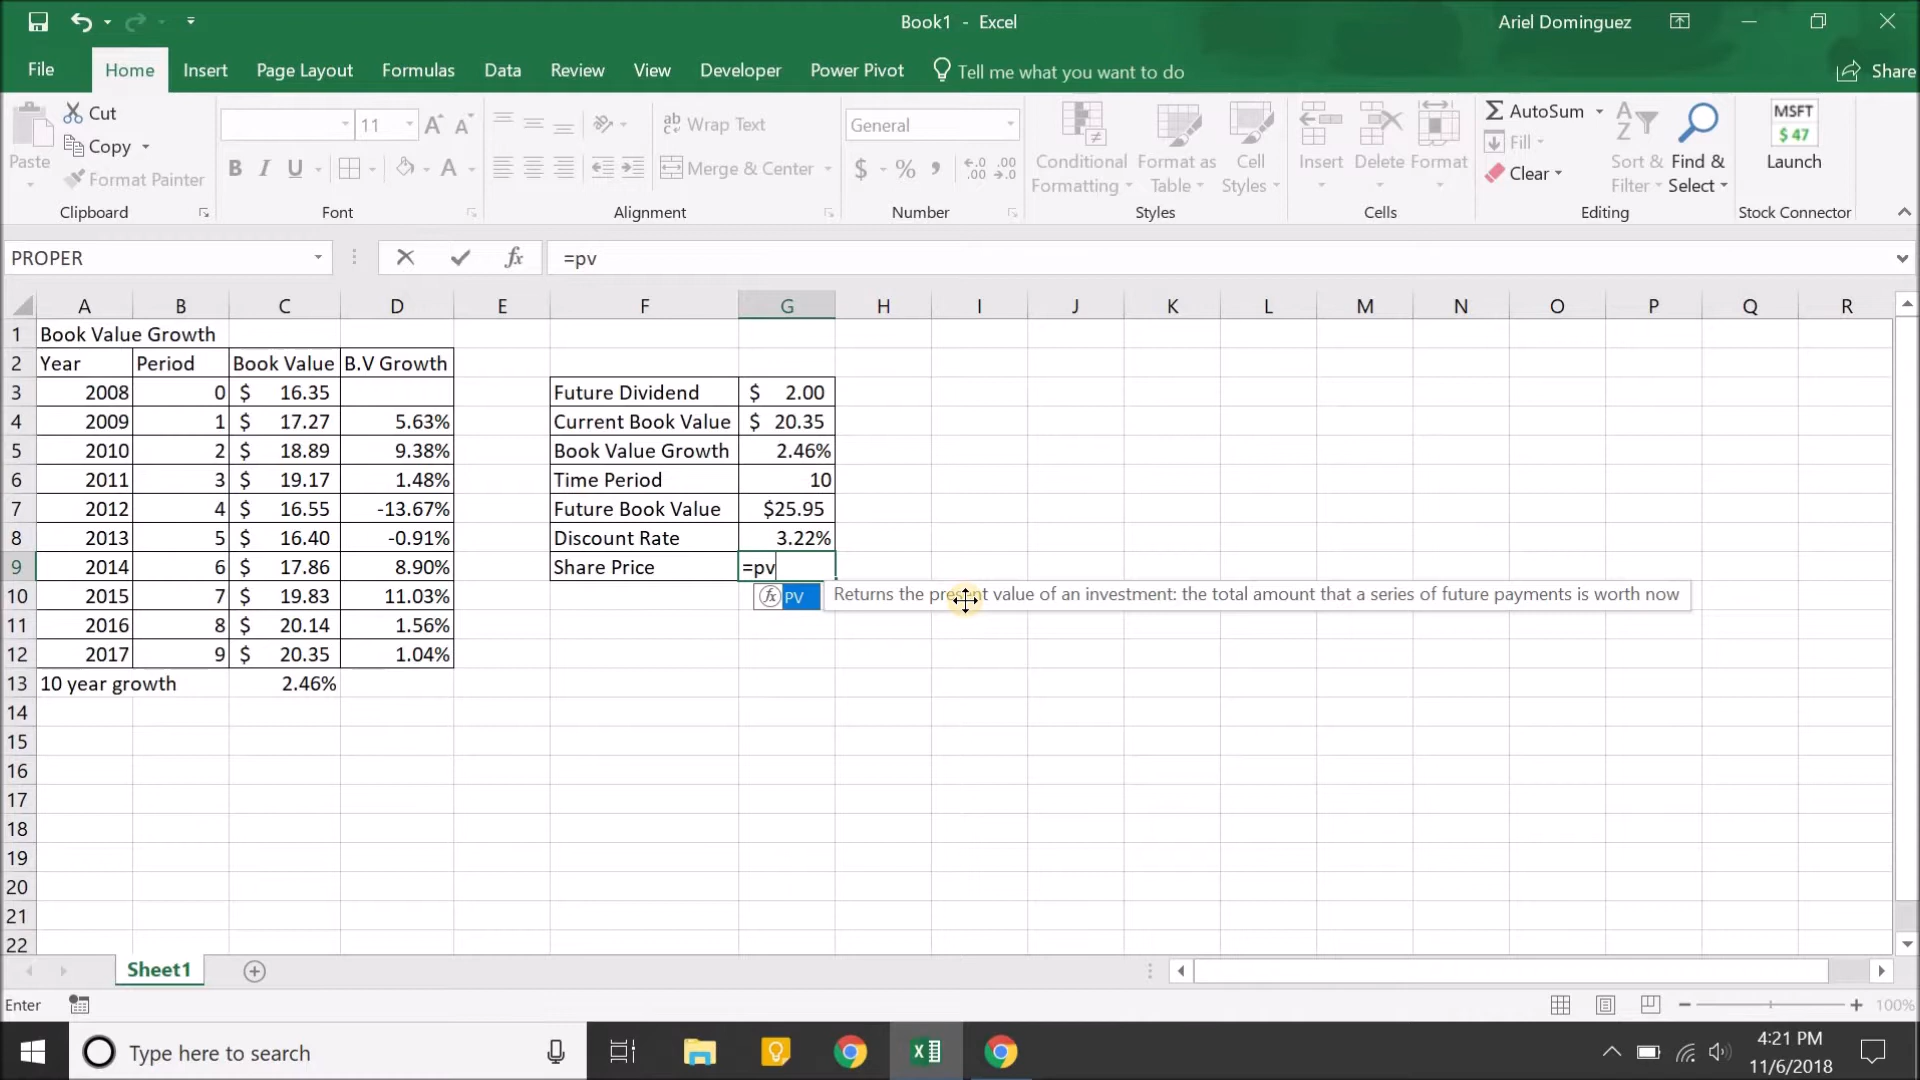 Book1 - Excel
Ariel Dominguez
File Home Insert Page Layout Formulas Data Review View Developer Power Pivot Tell me what you want to do Share
Paste
Cut
Copy
Format Painter
Clipboard
11
A A
B I U A
Font
ab Wrap Text
Merge & Center
Alignment
General
$ % ,
Number
Conditional Formatting
Format as Table
Cell Styles
Styles
Insert Delete Format
Cells
AutoSum
Fill
Clear
Sort & Filter
Find & Select
Editing
MSFT
$ 47
Launch
Stock Connector
PROPER fx =pv
A B C D E F G H I J K L M N O P Q R
1 Book Value Growth
2 Year Period Book Value B.V Growth
3 2008 0 $ 16.35 Future Dividend $ 2.00
4 2009 1 $ 17.27 5.63% Current Book Value $ 20.35
5 2010 2 $ 18.89 9.38% Book Value Growth 2.46%
6 2011 3 $ 19.17 1.48% Time Period 10
7 2012 4 $ 16.55 -13.67% Future Book Value $25.95
8 2013 5 $ 16.40 -0.91% Discount Rate 3.22%
9 2014 6 $ 17.86 8.90% Share Price =pv
10 2015 7 $ 19.83 11.03% fx PV Returns the present value of an investment: the total amount that a series of future payments is worth now
11 2016 8 $ 20.14 1.56%
12 2017 9 $ 20.35 1.04%
13 10 year growth 2.46%
14
15
16
17
18
19
20
21
22
Sheet1
Enter 100%
Type here to search
4:21 PM
11/6/2018